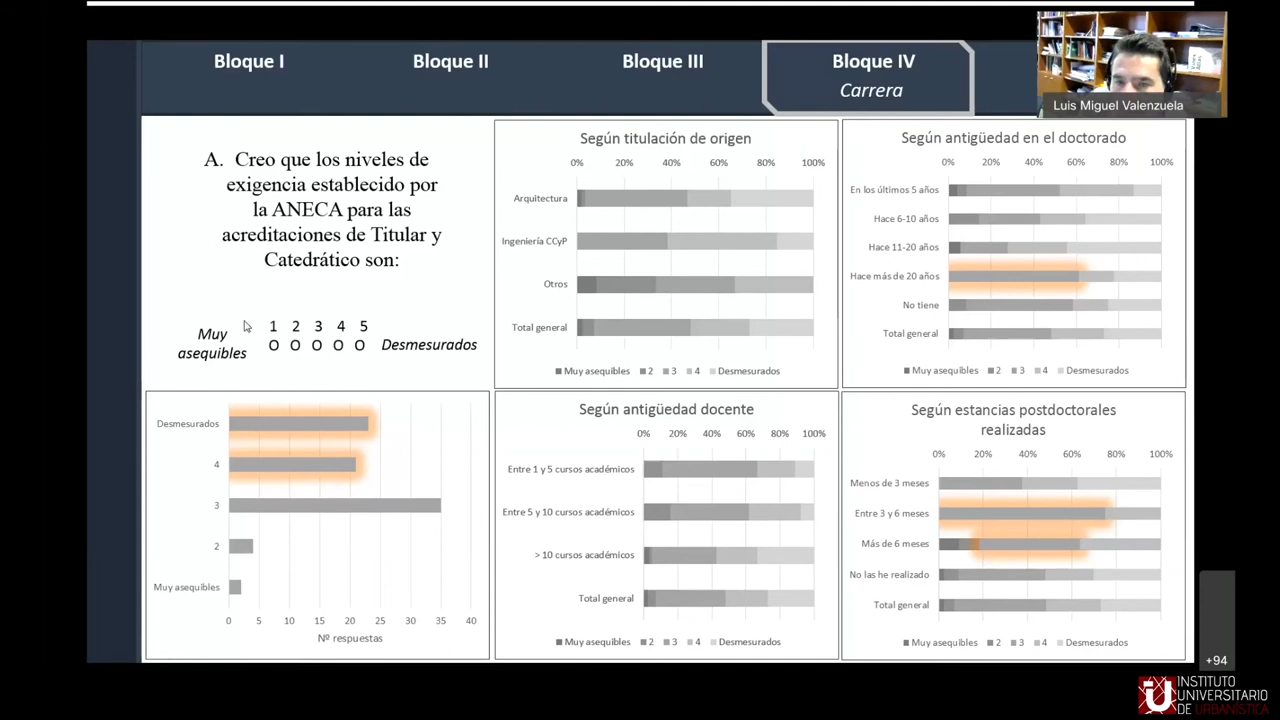 Bloque I
Bloque II
Bloque III
Bloque IV
Carrera
Luis Miguel Valenzuela
A. Creo que los niveles de
exigencia establecido por
la ANECA para las
acreditaciones de Titular y
Catedrático son:
1 2 3 4 5
Muy
asequibles
O O O O O
Desmesurados
Según titulación de origen
0% 20% 40% 60% 80% 100%
Arquitectura
Ingeniería CCyP
Otros
Total general
Muy asequibles 2 3 4 Desmesurados
Según antigüedad en el doctorado
0% 20% 40% 60% 80% 100%
En los últimos 5 años
Hace 6-10 años
Hace 11-20 años
Hace más de 20 años
No tiene
Total general
Muy asequibles 2 3 4 Desmesurados
Desmesurados
4
3
2
Muy asequibles
0 5 10 15 20 25 30 35 40
Nº respuestas
Según antigüedad docente
0% 20% 40% 60% 80% 100%
Entre 1 y 5 cursos académicos
Entre 5 y 10 cursos académicos
> 10 cursos académicos
Total general
Muy asequibles 2 3 4 Desmesurados
Según estancias postdoctorales
realizadas
0% 20% 40% 60% 80% 100%
Menos de 3 meses
Entre 3 y 6 meses
Más de 6 meses
No las he realizado
Total general
Muy asequibles 2 3 4 Desmesurados
+94
INSTITUTO
UNIVERSITARIO
DE URBANÍSTICA